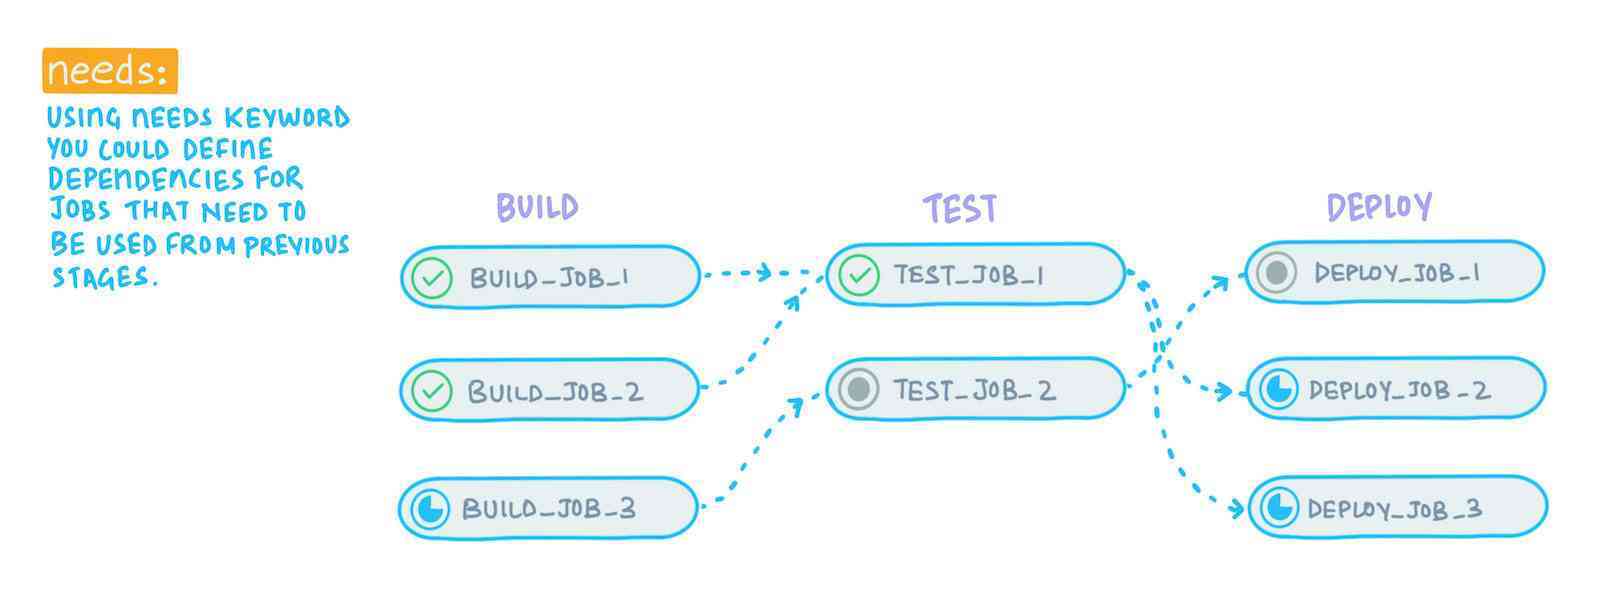 needs:
USING NEEDS KEYWORD
YOU COULD DEFINE
DEPENDENCIES FOR
JOBS THAT NEED TO
BE USED FROM PREVIOUS
STAGES.
BUILD
TEST
DEPLOY
BUILD_JOB_1
TEST_JOB_1
DEPLOY_JOB_1
BUILD_JOB_2
TEST_JOB_2
DEPLOY_JOB_2
BUILD_JOB_3
DEPLOY_JOB_3